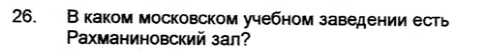 26. В каком московском учебном заведении есть
Рахманиновский зал?